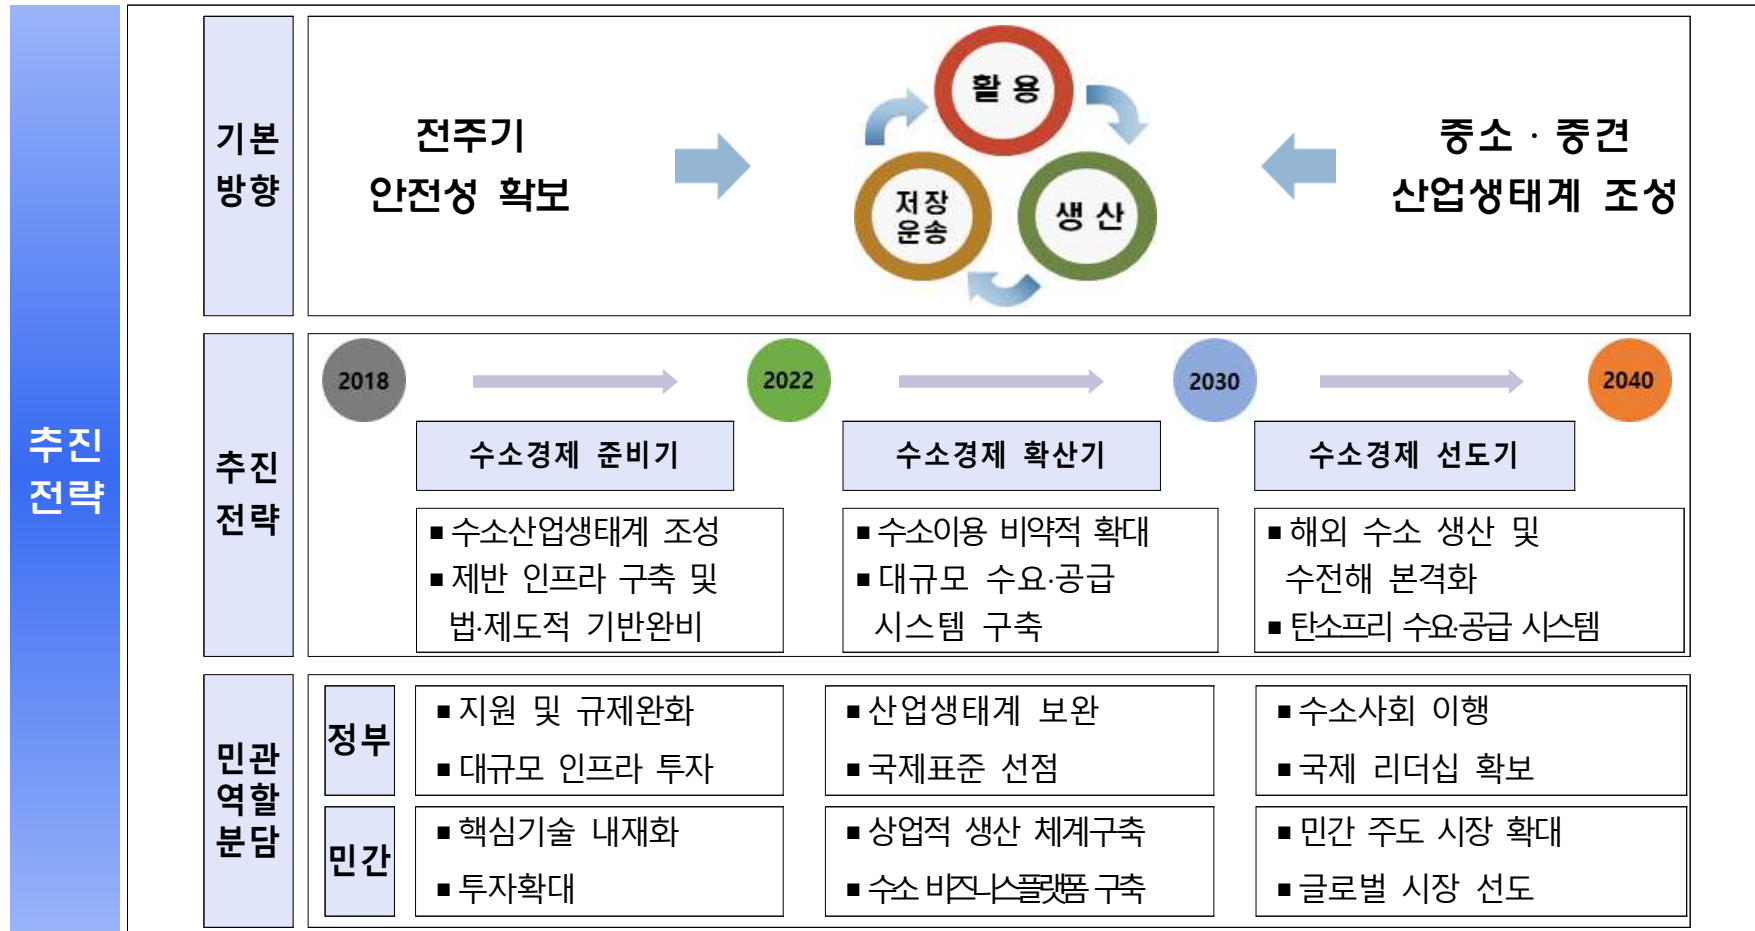 추진
전략
기본
방향
전주기
안전성 확보
활 용
저장
운송
생 산
중소 · 중견
산업생태계 조성
추진
전략
2018
2022
2030
2040
수소경제 준비기
수소경제 확산기
수소경제 선도기
▪ 수소산업생태계 조성
▪ 제반 인프라 구축 및
법·제도적 기반완비
▪ 수소이용 비약적 확대
▪ 대규모 수요·공급
시스템 구축
▪ 해외 수소 생산 및
수전해 본격화
▪ 탄소프리 수요·공급 시스템
민관
역할
분담
정부
▪ 지원 및 규제완화
▪ 대규모 인프라 투자
▪ 산업생태계 보완
▪ 국제표준 선점
▪ 수소사회 이행
▪ 국제 리더십 확보
민간
▪ 핵심기술 내재화
▪ 투자확대
▪ 상업적 생산 체계구축
▪ 수소 비즈니스플랫폼 구축
▪ 민간 주도 시장 확대
▪ 글로벌 시장 선도